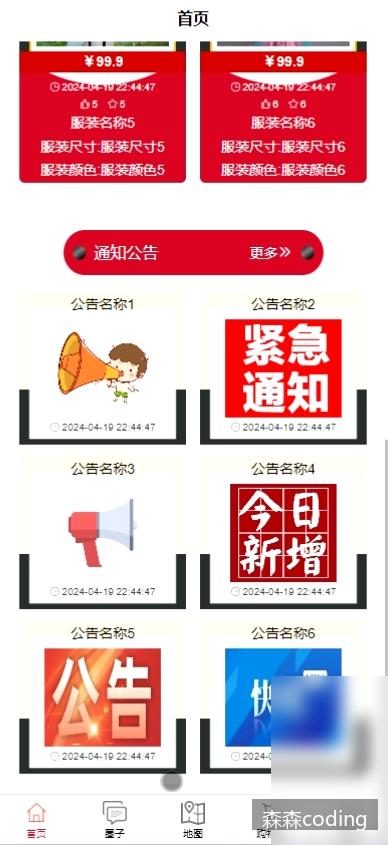 首页
￥99.9 ￥99.9
2024-04-19 22:44:47 2024-04-19 22:44:47
5 5 6 6
服装名称5 服装名称6
服装尺寸:服装尺寸5 服装尺寸:服装尺寸6
服装颜色:服装颜色5 服装颜色:服装颜色6
通知公告 更多
公告名称1 公告名称2
紧急
通知
2024-04-19 22:44:47 2024-04-19 22:44:47
公告名称3 公告名称4
今日
新增
2024-04-19 22:44:47 2024-04-19 22:44:47
公告名称5 公告名称6
公告 快
2024-04-19 22:44:47 2024-04-
首页 圈子 地图 购
森森coding